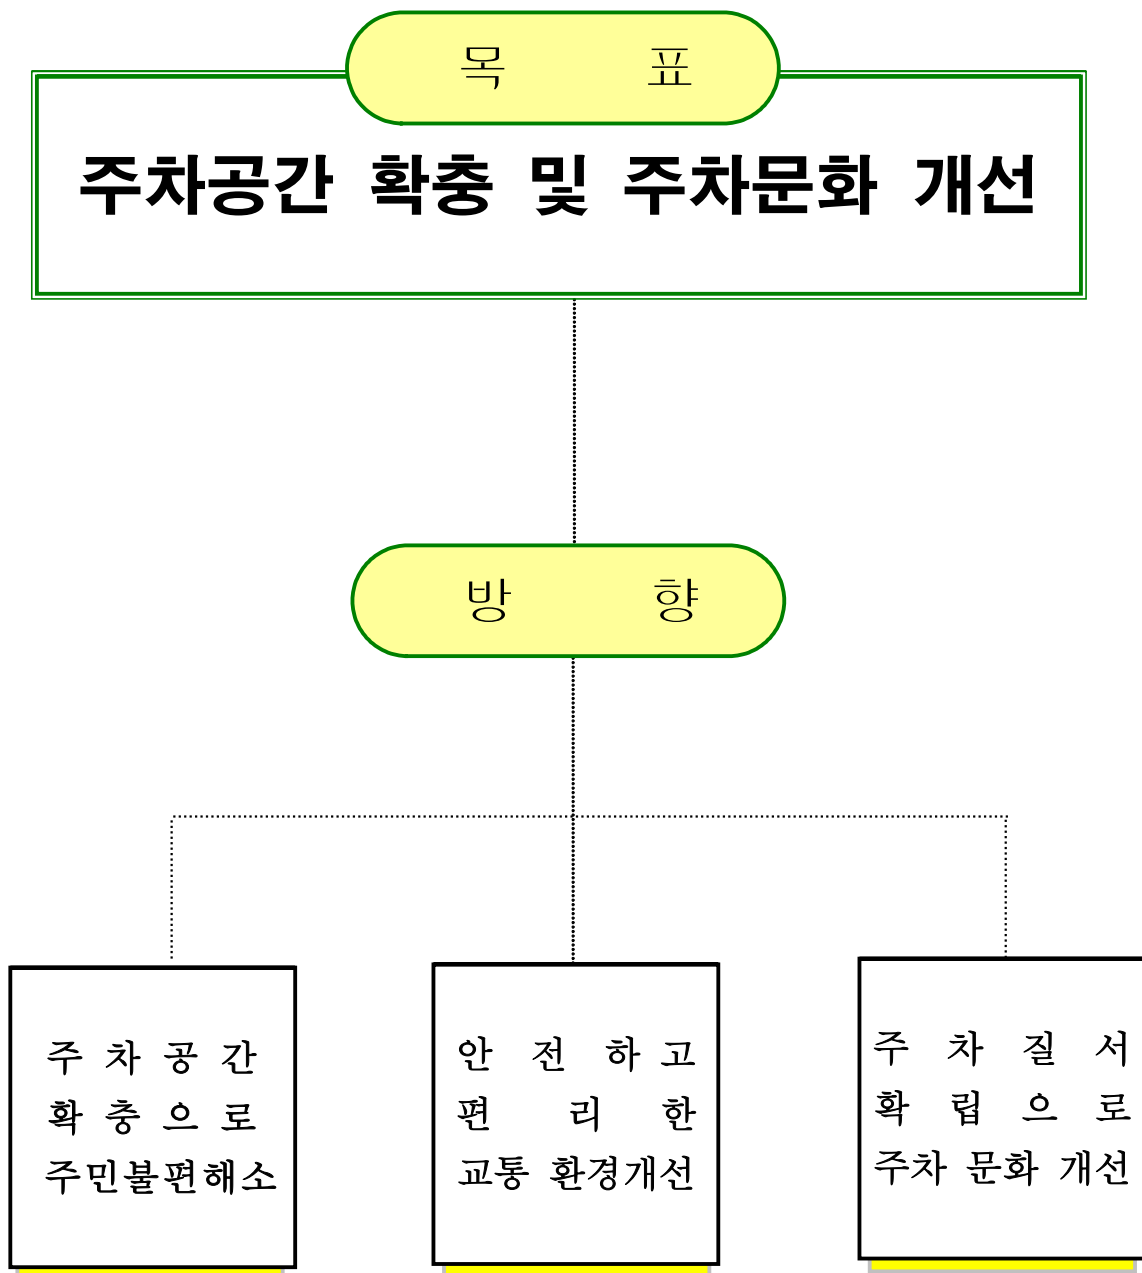 목 표
주차공간 확충 및 주차문화 개선
방 향
주 차 공 간
확 충 으 로
주민불편해소
안 전 하 고
편 리 한
교통 환경개선
주 차 질 서
확 립 으 로
주차 문화 개선